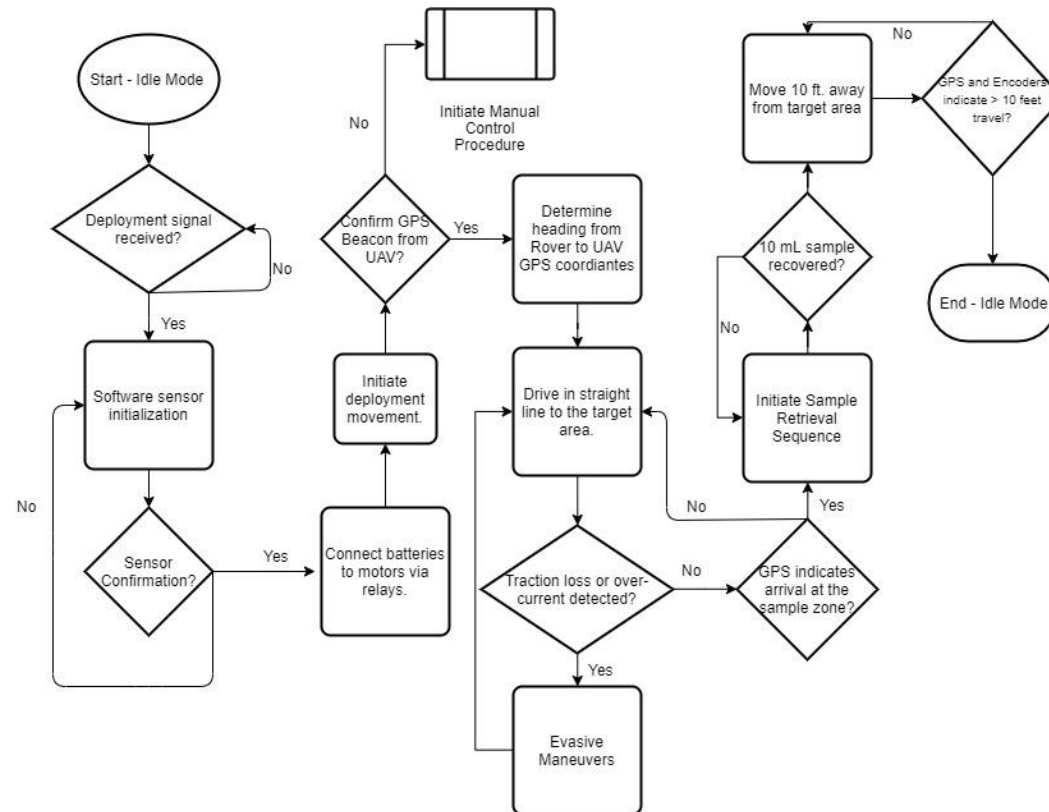 Start - Idle Mode
Deployment signal
received?
No
Yes
Software sensor
initialization
No
Sensor
Confirmation?
Yes
Connect batteries
to motors via
relays.
Initiate
deployment
movement.
Confirm GPS
Beacon from
UAV?
No
Initiate Manual
Control
Procedure
Yes
Determine
heading from
Rover to UAV
GPS coordiantes
Drive in straight
line to the target
area.
Traction loss or over-
current detected?
Yes
Evasive
Maneuvers
No
GPS indicates
arrival at the
sample zone?
No
Yes
Initiate Sample
Retrieval
Sequence
10 mL sample
recovered?
No
Move 10 ft. away
from target area
No
GPS and Encoders
indicate > 10 feet
travel?
End - Idle Mode